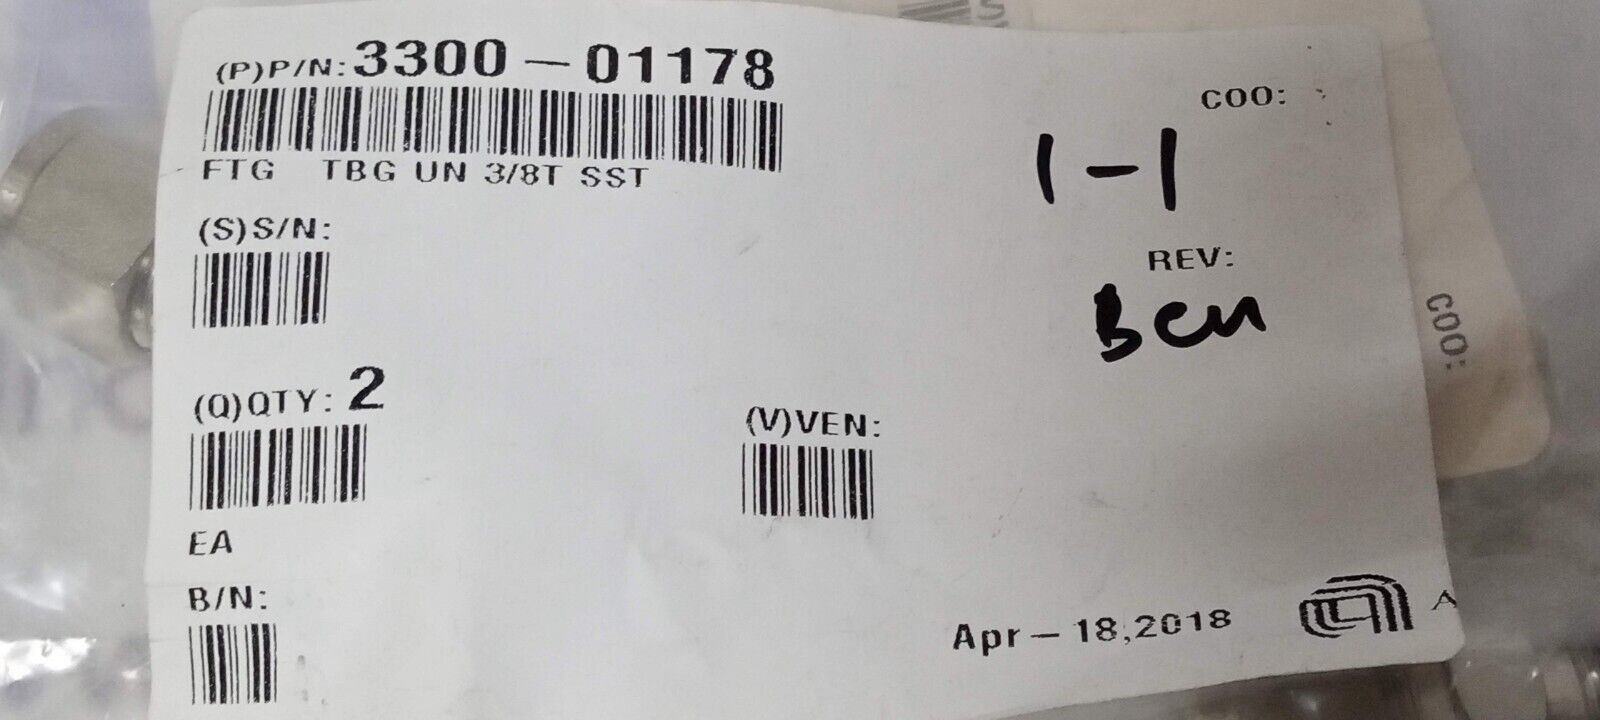 (P)P/N: 3300-01178
COO:
FTG TBG UN 3/8T SST
1-1
(S)S/N:
REV:
Ben
(Q)QTY: 2
(V)VEN:
EA
B/N:
Apr-18,2018
A
COO: